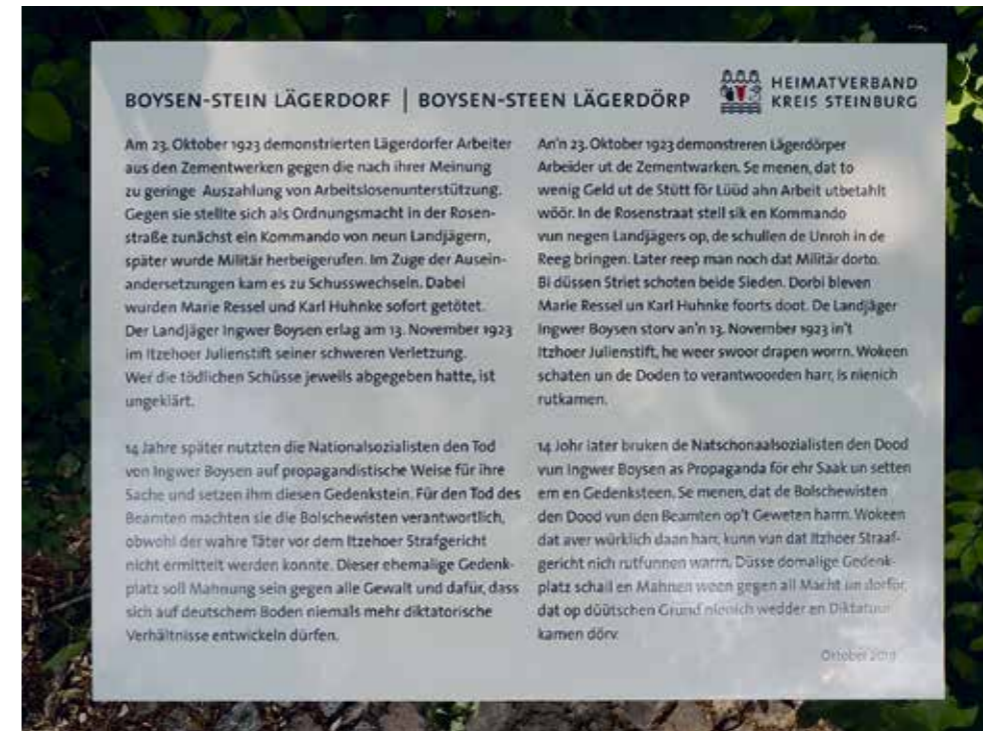 BOYSEN-STEIN LÄGERDORF | BOYSEN-STEEN LÄGERDÖRP
HEIMATVERBAND
KREIS STEINBURG
Am 23. Oktober 1923 demonstrierten Lägerdorfer Arbeiter
aus den Zementwerken gegen die nach ihrer Meinung
zu geringe Auszahlung von Arbeitslosenunterstützung.
Gegen sie stellte sich als Ordnungsmacht in der Rosen-
straße zunächst ein Kommando von neun Landjägern,
später wurde Militär herbeigerufen. Im Zuge der Ausein-
andersetzungen kam es zu Schusswechseln. Dabei
wurden Marie Ressel und Karl Huhnke sofort getötet.
Der Landjäger Ingwer Boysen erlag am 13. November 1923
im Itzehoer Julienstift seiner schweren Verletzung.
Wer die tödlichen Schüsse jeweils abgegeben hatte, ist
ungeklärt.
14 Jahre später nutzten die Nationalsozialisten den Tod
von Ingwer Boysen auf propagandistische Weise für ihre
Sache und setzen ihm diesen Gedenkstein. Für den Tod des
Beamten machten sie die Bolschewisten verantwortlich,
obwohl der wahre Täter vor dem Itzehoer Strafgericht
nicht ermittelt werden konnte. Dieser ehemalige Gedenk-
platz soll Mahnung sein gegen alle Gewalt und dafür, dass
sich auf deutschem Boden niemals mehr diktatorische
Verhältnisse entwickeln dürfen.
An'n 23. Oktober 1923 demonstreren Lägerdörper
Arbeider ut de Zementwarken. Se menen, dat to
wenig Geld ut de Stütt för Lüüd ahn Arbeit utbetahlt
wöör. In de Rosenstraat stell sik en Kommando
vun negen Landjägers op, de schullen de Unroh in de
Reeg bringen. Later reep man noch dat Militär dorto.
Bi düssen Striet schoten beide Sieden. Dorbi bleven
Marie Ressel un Karl Huhnke foorts doot. De Landjäger
Ingwer Boysen storv an'n 13. November 1923 in't
Itzhoer Julienstift, he weer swoor drapen worrn. Wokeen
schaten un de Doden to verantwoorden harr, is nienich
rutkamen.
14 Johr later bruken de Natschonaalsozialisten den Dood
vun Ingwer Boysen as Propaganda för ehr Saak un setten
em en Gedenksteen. Se menen, dat de Bolschewisten
den Dood vun den Beamten op't Geweten harrn. Wokeen
dat aver würklich daan harr, kunn vun dat Itzhoer Straaf-
gericht nich rutfunnen warrn. Düsse domalige Gedenk-
platz schall en Mahnen ween gegen all Macht un dorför,
dat op düütschen Grund nienich wedder en Diktatuur
kamen dörv.
Oktober 2019